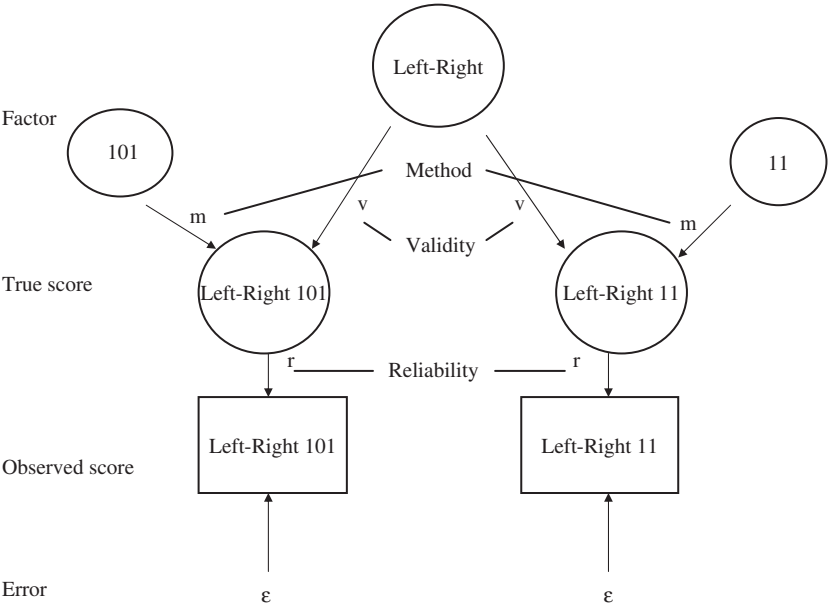 Left-Right
Factor
101
11
Method
m
v
v
m
Validity
True score
Left-Right 101
Left-Right 11
r
Reliability
r
Left-Right 101
Left-Right 11
Observed score
Error
ε
ε